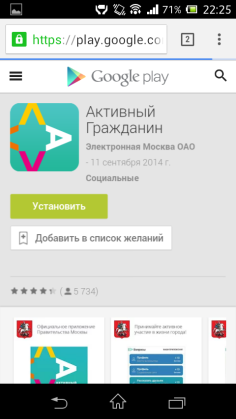 71% 22:25
https://play.google.co
2
Google play
Активный
Гражданин
Электронная Москва ОАО
- 11 сентября 2014 г.
Социальные
Установить
Добавить в список желаний
( 5 734)
Официальное приложение
Правительства Москвы
Принимайте активное
участие в жизни города!